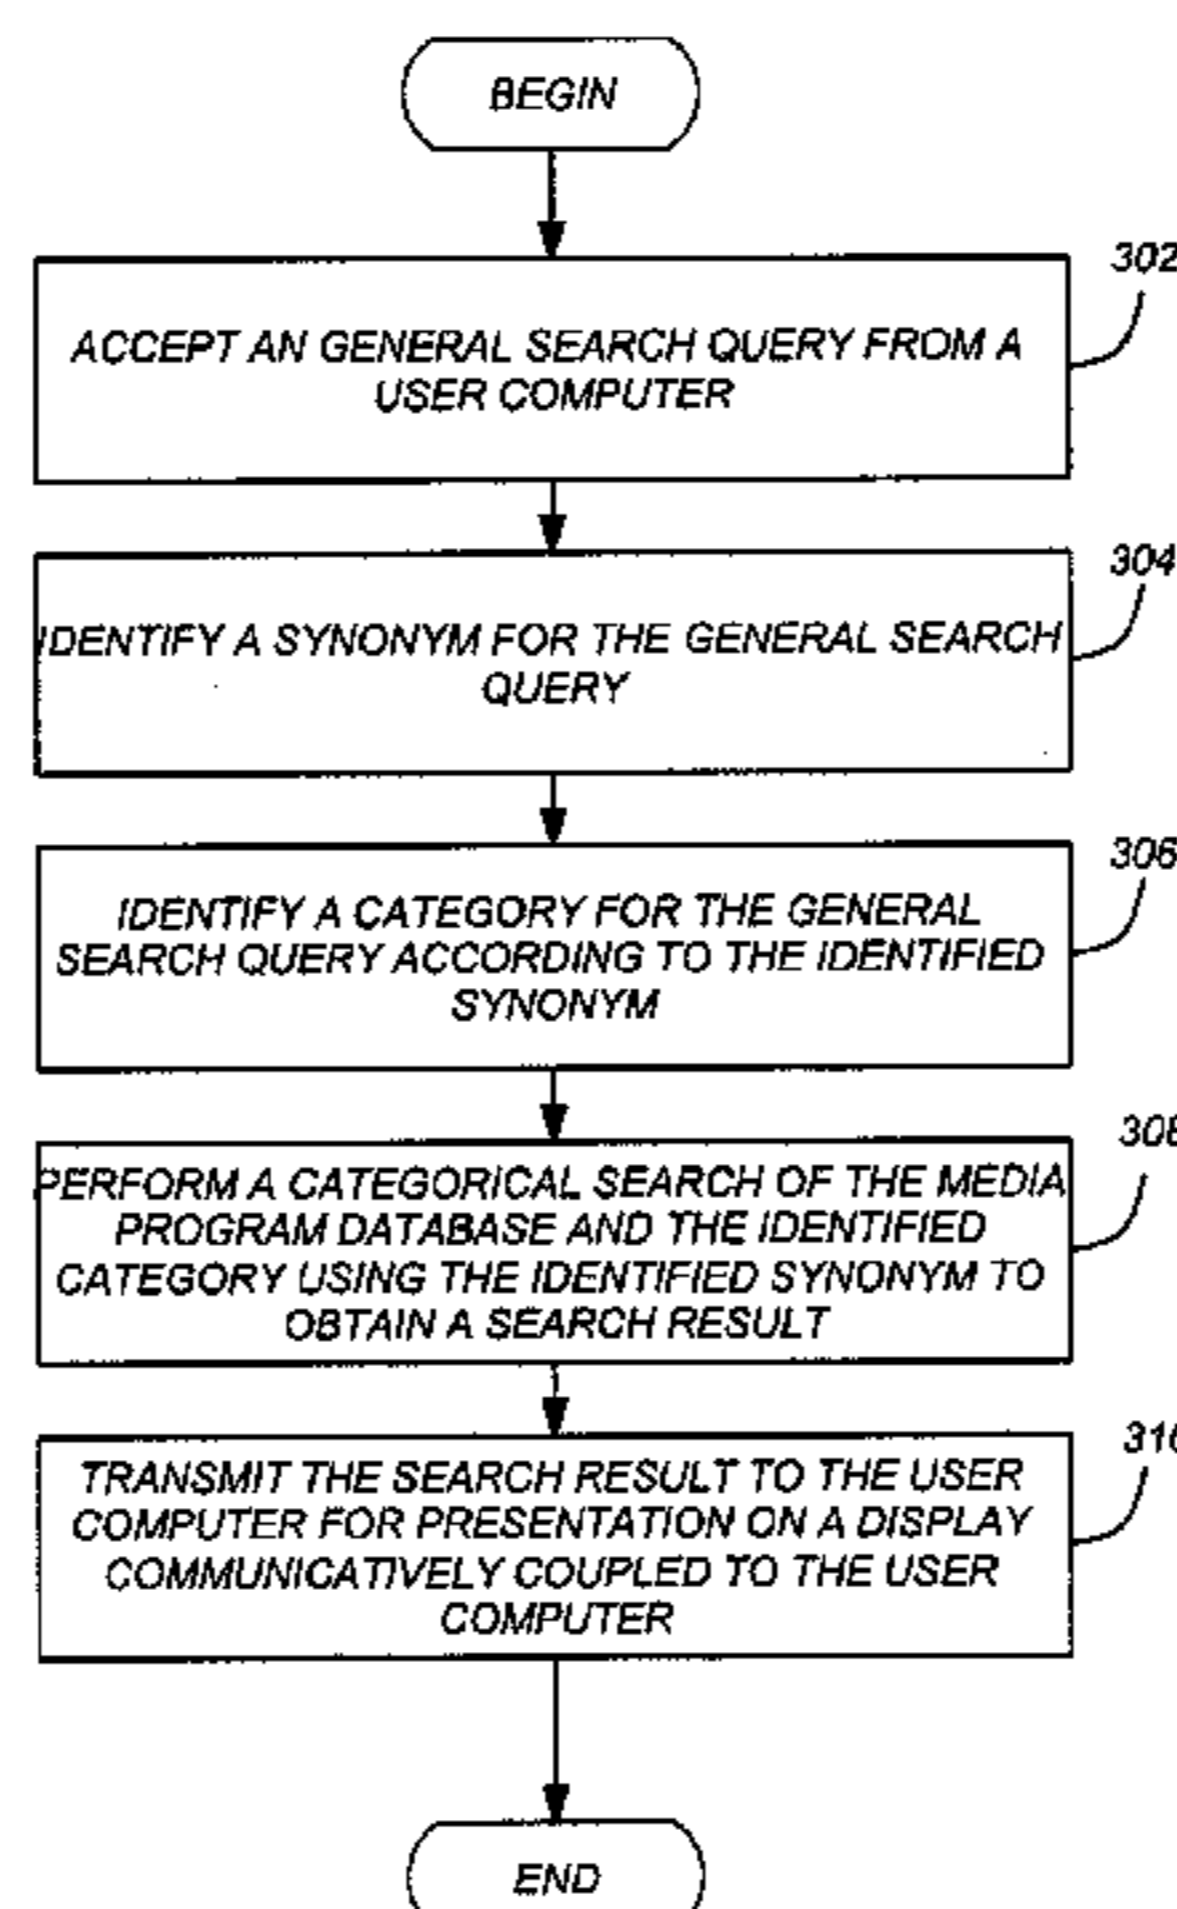 BEGIN
302
ACCEPT AN GENERAL SEARCH QUERY FROM A
USER COMPUTER
304
IDENTIFY A SYNONYM FOR THE GENERAL SEARCH
QUERY
306
IDENTIFY A CATEGORY FOR THE GENERAL
SEARCH QUERY ACCORDING TO THE IDENTIFIED
SYNONYM
308
PERFORM A CATEGORICAL SEARCH OF THE MEDIA
PROGRAM DATABASE AND THE IDENTIFIED
CATEGORY USING THE IDENTIFIED SYNONYM TO
OBTAIN A SEARCH RESULT
310
TRANSMIT THE SEARCH RESULT TO THE USER
COMPUTER FOR PRESENTATION ON A DISPLAY
COMMUNICATIVELY COUPLED TO THE USER
COMPUTER
END